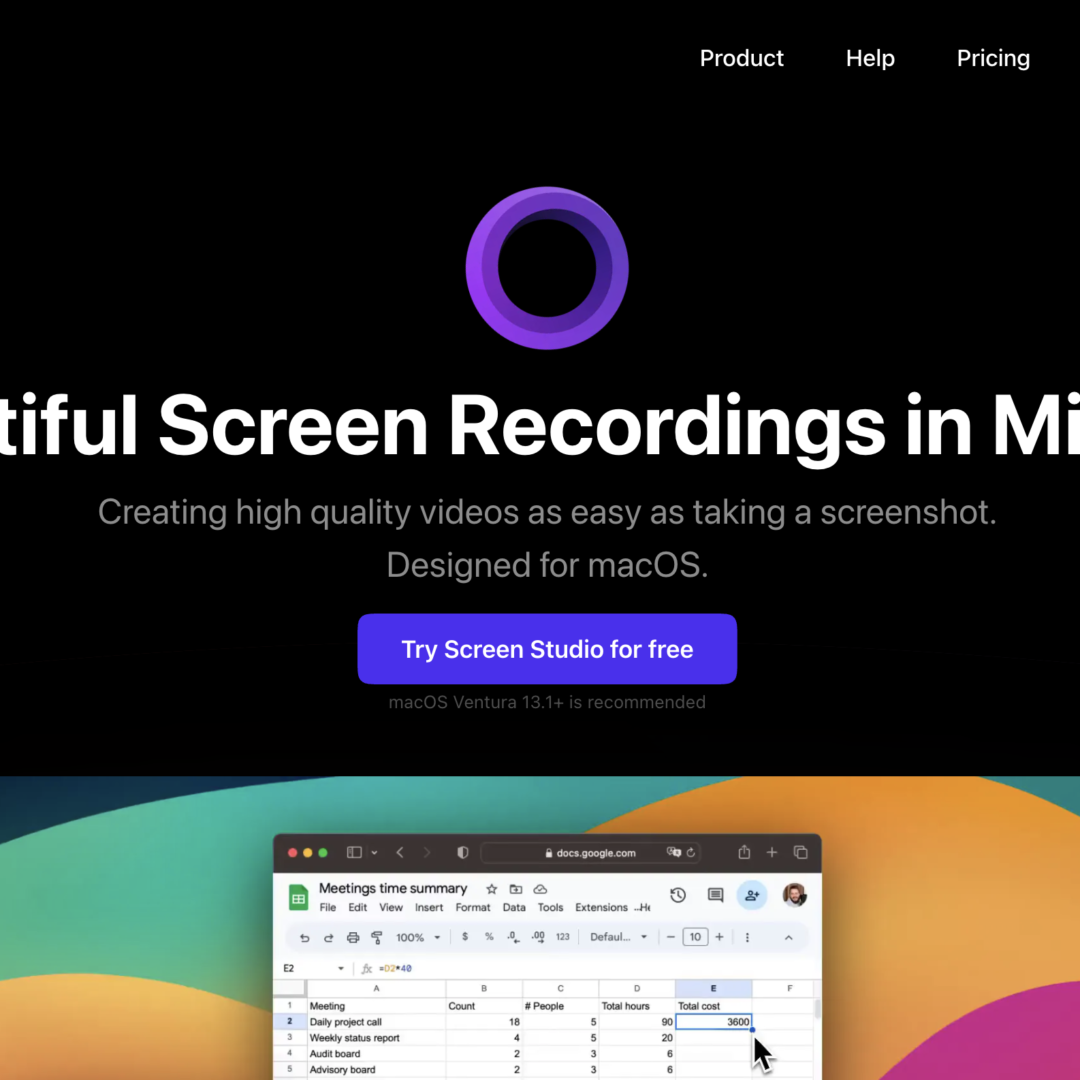 Product Help Pricing
tiful Screen Recordings in Mi
Creating high quality videos as easy as taking a screenshot.
Designed for macOS.
Try Screen Studio for free
macOS Ventura 13.1+ is recommended
docs.google.com
Meetings time summary
File Edit View Insert Format Data Tools Extensions ...He
100% $ % .0 .00 123 Defaul... − 10 +
E2 fx =D2*40
A B C D E F
1 Meeting Count # People Total hours Total cost
2 Daily project call 18 5 90 3600
3 Weekly status report 4 5 20
4 Audit board 2 3 6
5 Advisory board 2 3 6